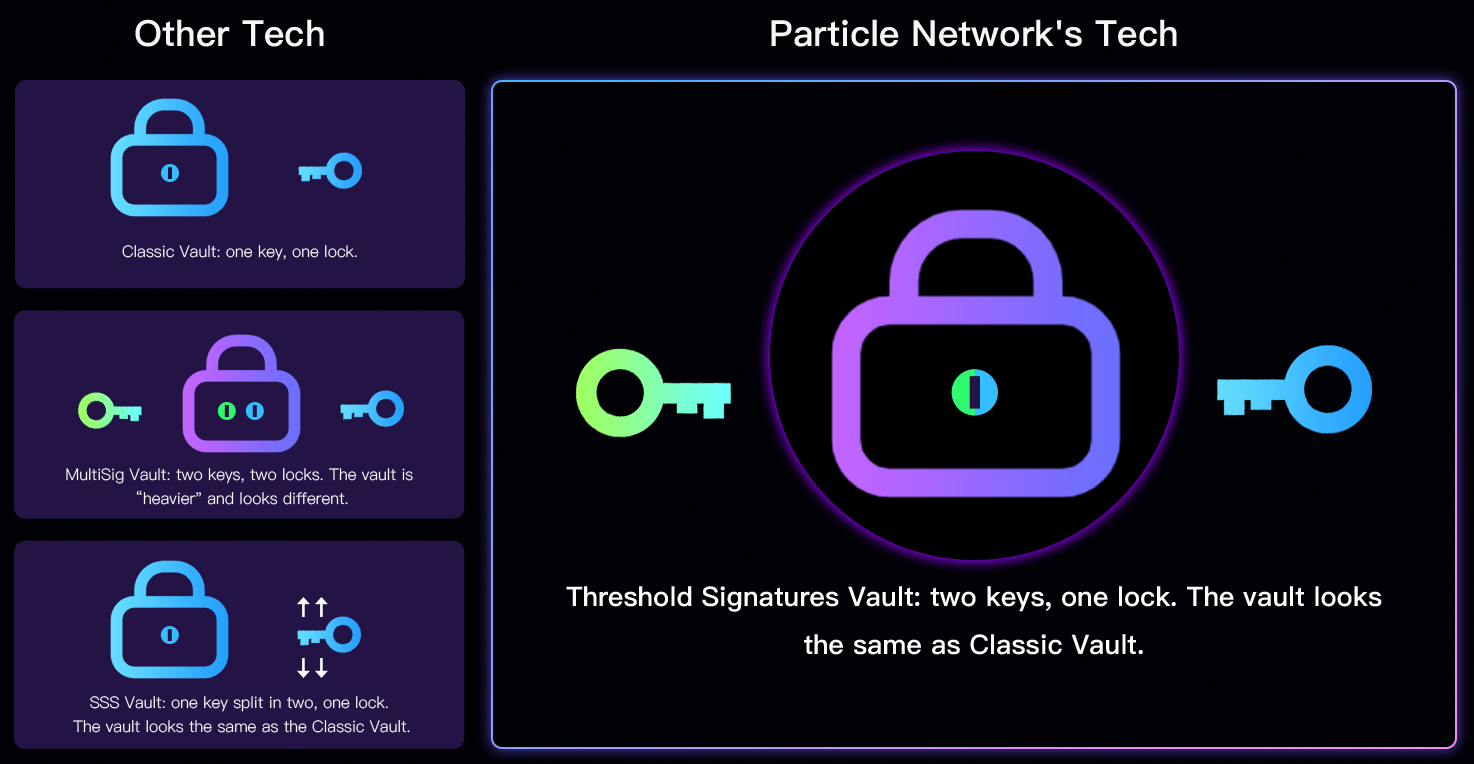 Other Tech
Classic Vault: one key, one lock.
MultiSig Vault: two keys, two locks. The vault is
“heavier” and looks different.
SSS Vault: one key split in two, one lock.
The vault looks the same as the Classic Vault.
Particle Network's Tech
Threshold Signatures Vault: two keys, one lock. The vault looks
the same as Classic Vault.